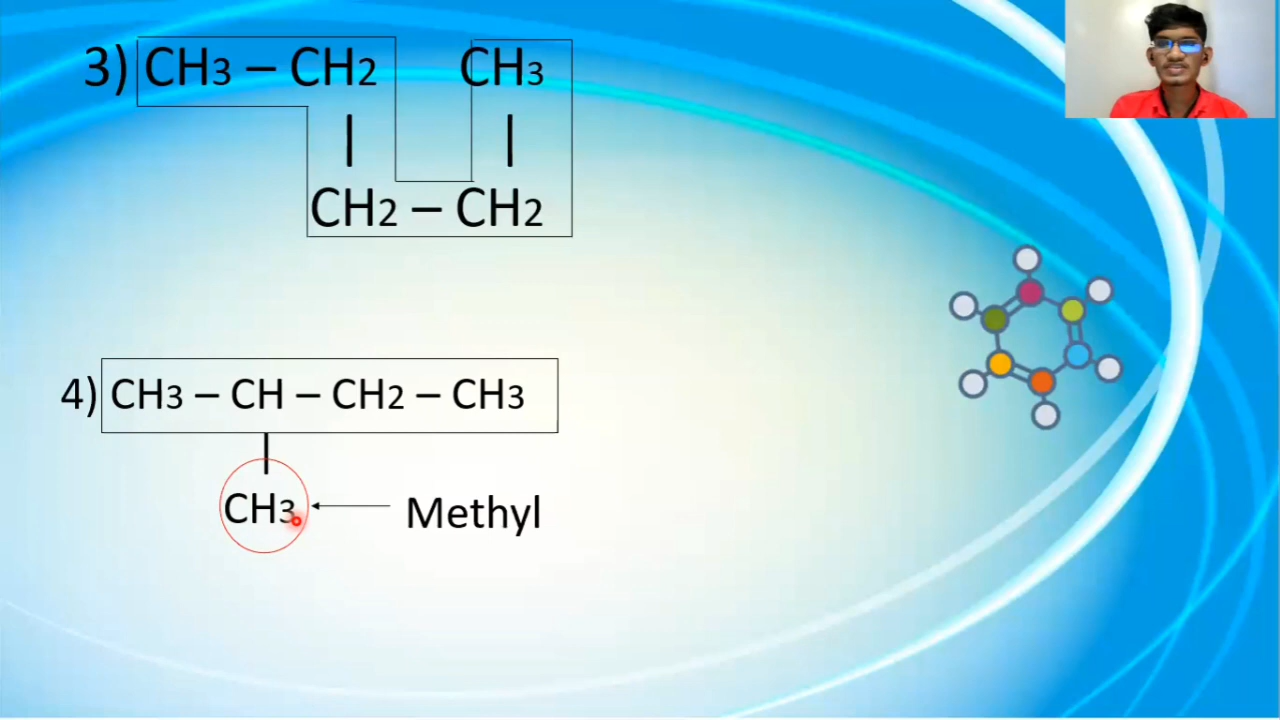 3) CH3 – CH2 CH3
| |
CH2 – CH2
4) CH3 – CH – CH2 – CH3
|
CH3 Methyl